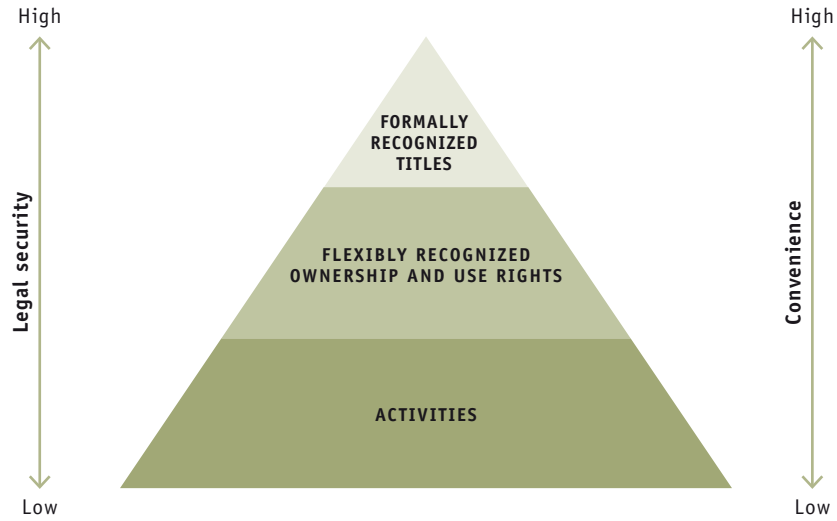 High
High
FORMALLY
RECOGNIZED
TITLES
Legal security
FLEXIBLY RECOGNIZED
OWNERSHIP AND USE RIGHTS
Convenience
ACTIVITIES
Low
Low